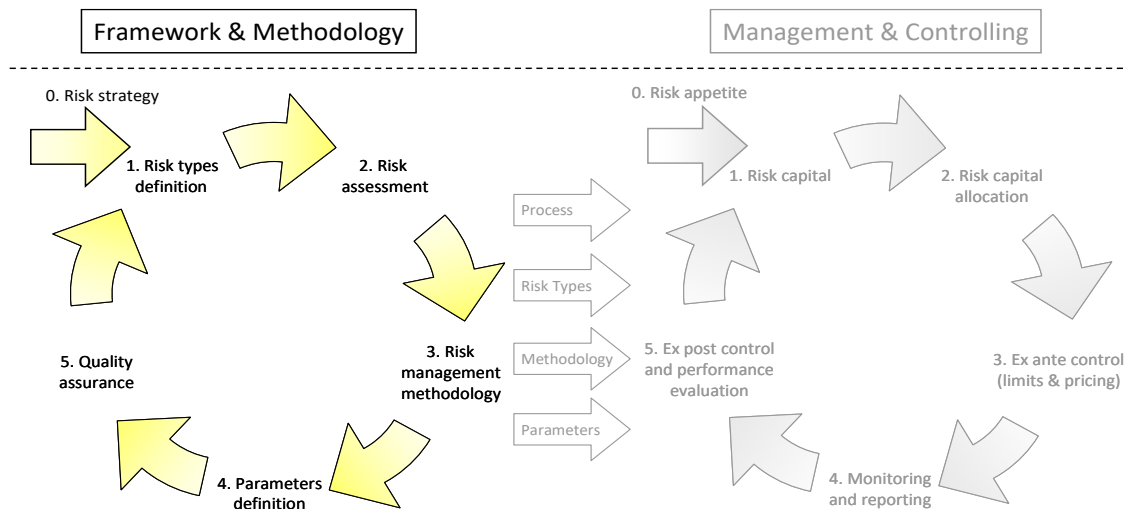 Framework & Methodology
Management & Controlling
0. Risk strategy
1. Risk types
definition
2. Risk
assessment
3. Risk
management
methodology
4. Parameters
definition
5. Quality
assurance
Process
Risk Types
Methodology
Parameters
0. Risk appetite
1. Risk capital
2. Risk capital
allocation
3. Ex ante control
(limits & pricing)
4. Monitoring
and reporting
5. Ex post control
and performance
evaluation